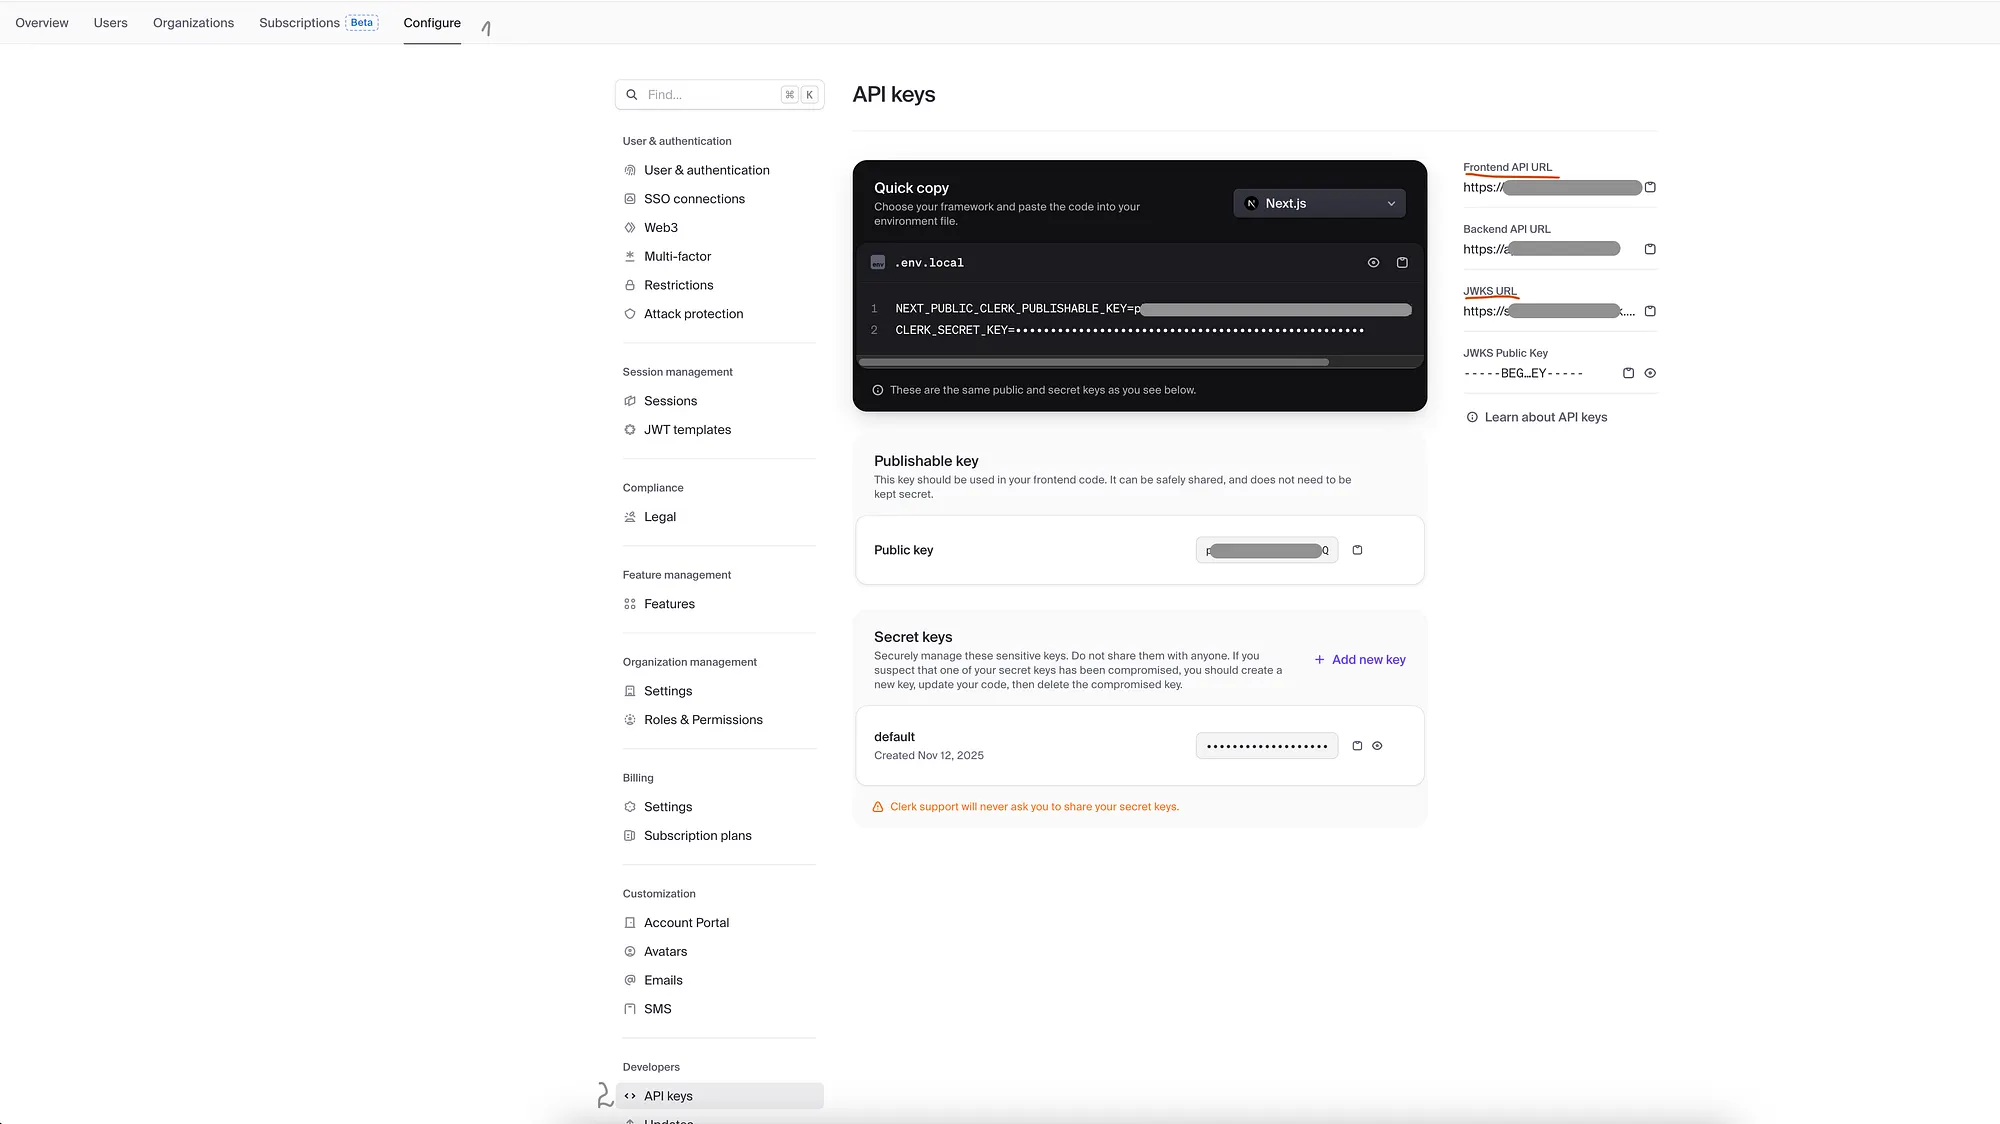 Overview Users Organizations Subscriptions Beta Configure 1
Find... ⌘ K
User & authentication
User & authentication
SSO connections
Web3
Multi-factor
Restrictions
Attack protection
Session management
Sessions
JWT templates
Compliance
Legal
Feature management
Features
Organization management
Settings
Roles & Permissions
Billing
Settings
Subscription plans
Customization
Account Portal
Avatars
Emails
SMS
Developers
2 API keys
Updates
API keys
Quick copy
Choose your framework and paste the code into your
environment file.
Next.js
.env.local
1 NEXT_PUBLIC_CLERK_PUBLISHABLE_KEY=p
2 CLERK_SECRET_KEY=••••••••••••••••••••••••••••••••••••••••••••••••••
These are the same public and secret keys as you see below.
Publishable key
This key should be used in your frontend code. It can be safely shared, and does not need to be
kept secret.
Public key p Q
Secret keys
Securely manage these sensitive keys. Do not share them with anyone. If you
suspect that one of your secret keys has been compromised, you should create a
new key, update your code, then delete the compromised key.
+ Add new key
default
Created Nov 12, 2025
•••••••••••••••••••
Clerk support will never ask you to share your secret keys.
Frontend API URL
https://
Backend API URL
https://a
JWKS URL
https://s ....
JWKS Public Key
-----BEG…EY-----
Learn about API keys